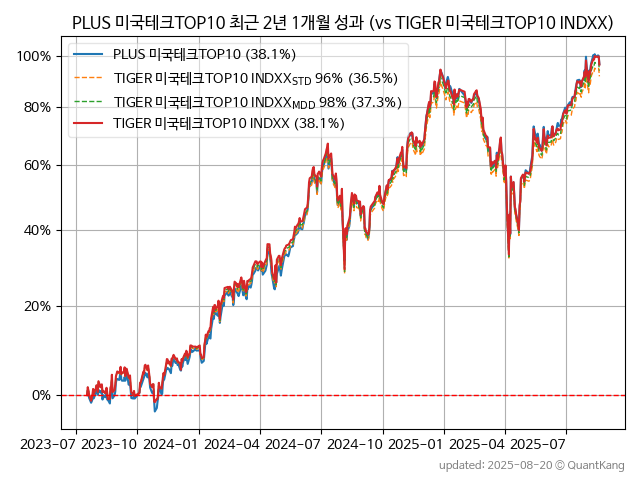 PLUS 미국테크TOP10 최근 2년 1개월 성과 (vs TIGER 미국테크TOP10 INDXX)
PLUS 미국테크TOP10 (38.1%)
TIGER 미국테크TOP10 INDXX STD 96% (36.5%)
TIGER 미국테크TOP10 INDXX MDD 98% (37.3%)
TIGER 미국테크TOP10 INDXX (38.1%)
100%
80%
60%
40%
20%
0%
2023-07 2023-10 2024-01 2024-04 2024-07 2024-10 2025-01 2025-04 2025-07
updated: 2025-08-20 © QuantKang